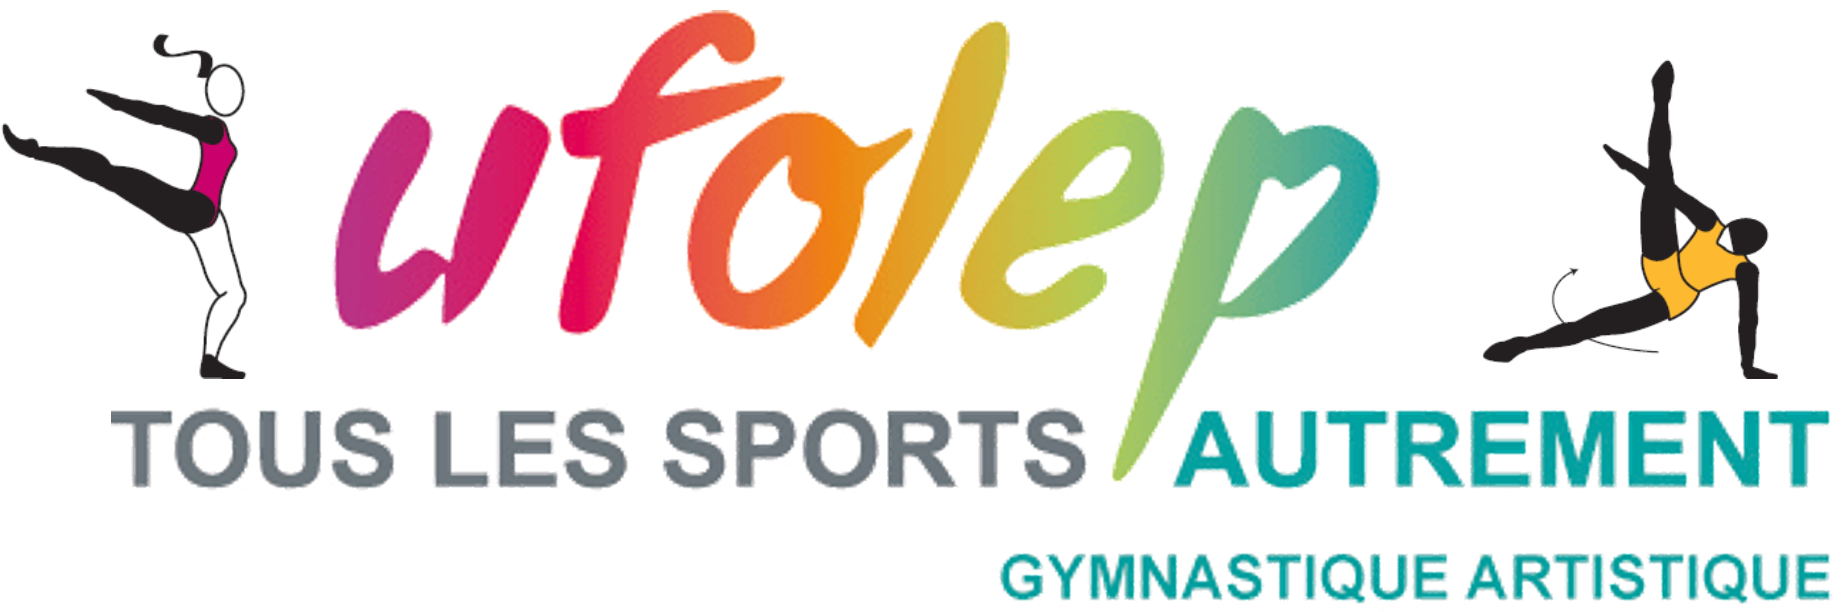 ufolep
TOUS LES SPORTS AUTREMENT
GYMNASTIQUE ARTISTIQUE